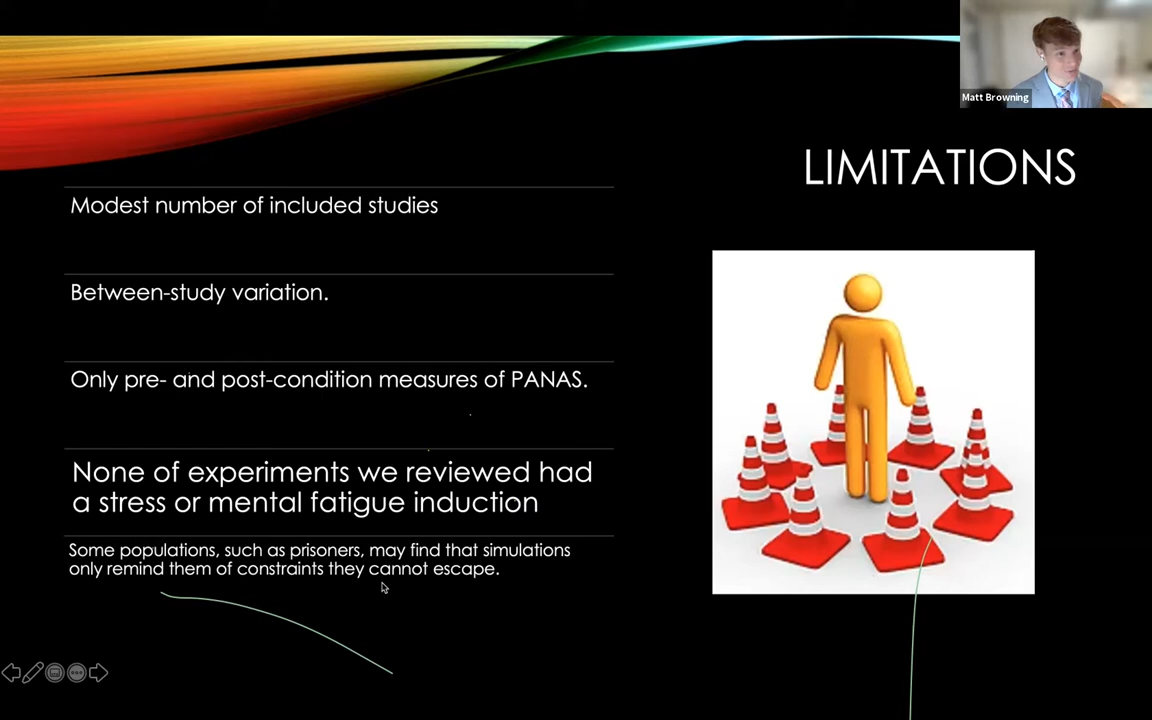 Matt Browning
LIMITATIONS
Modest number of included studies
Between-study variation.
Only pre- and post-condition measures of PANAS.
None of experiments we reviewed had
a stress or mental fatigue induction
Some populations, such as prisoners, may find that simulations
only remind them of constraints they cannot escape.